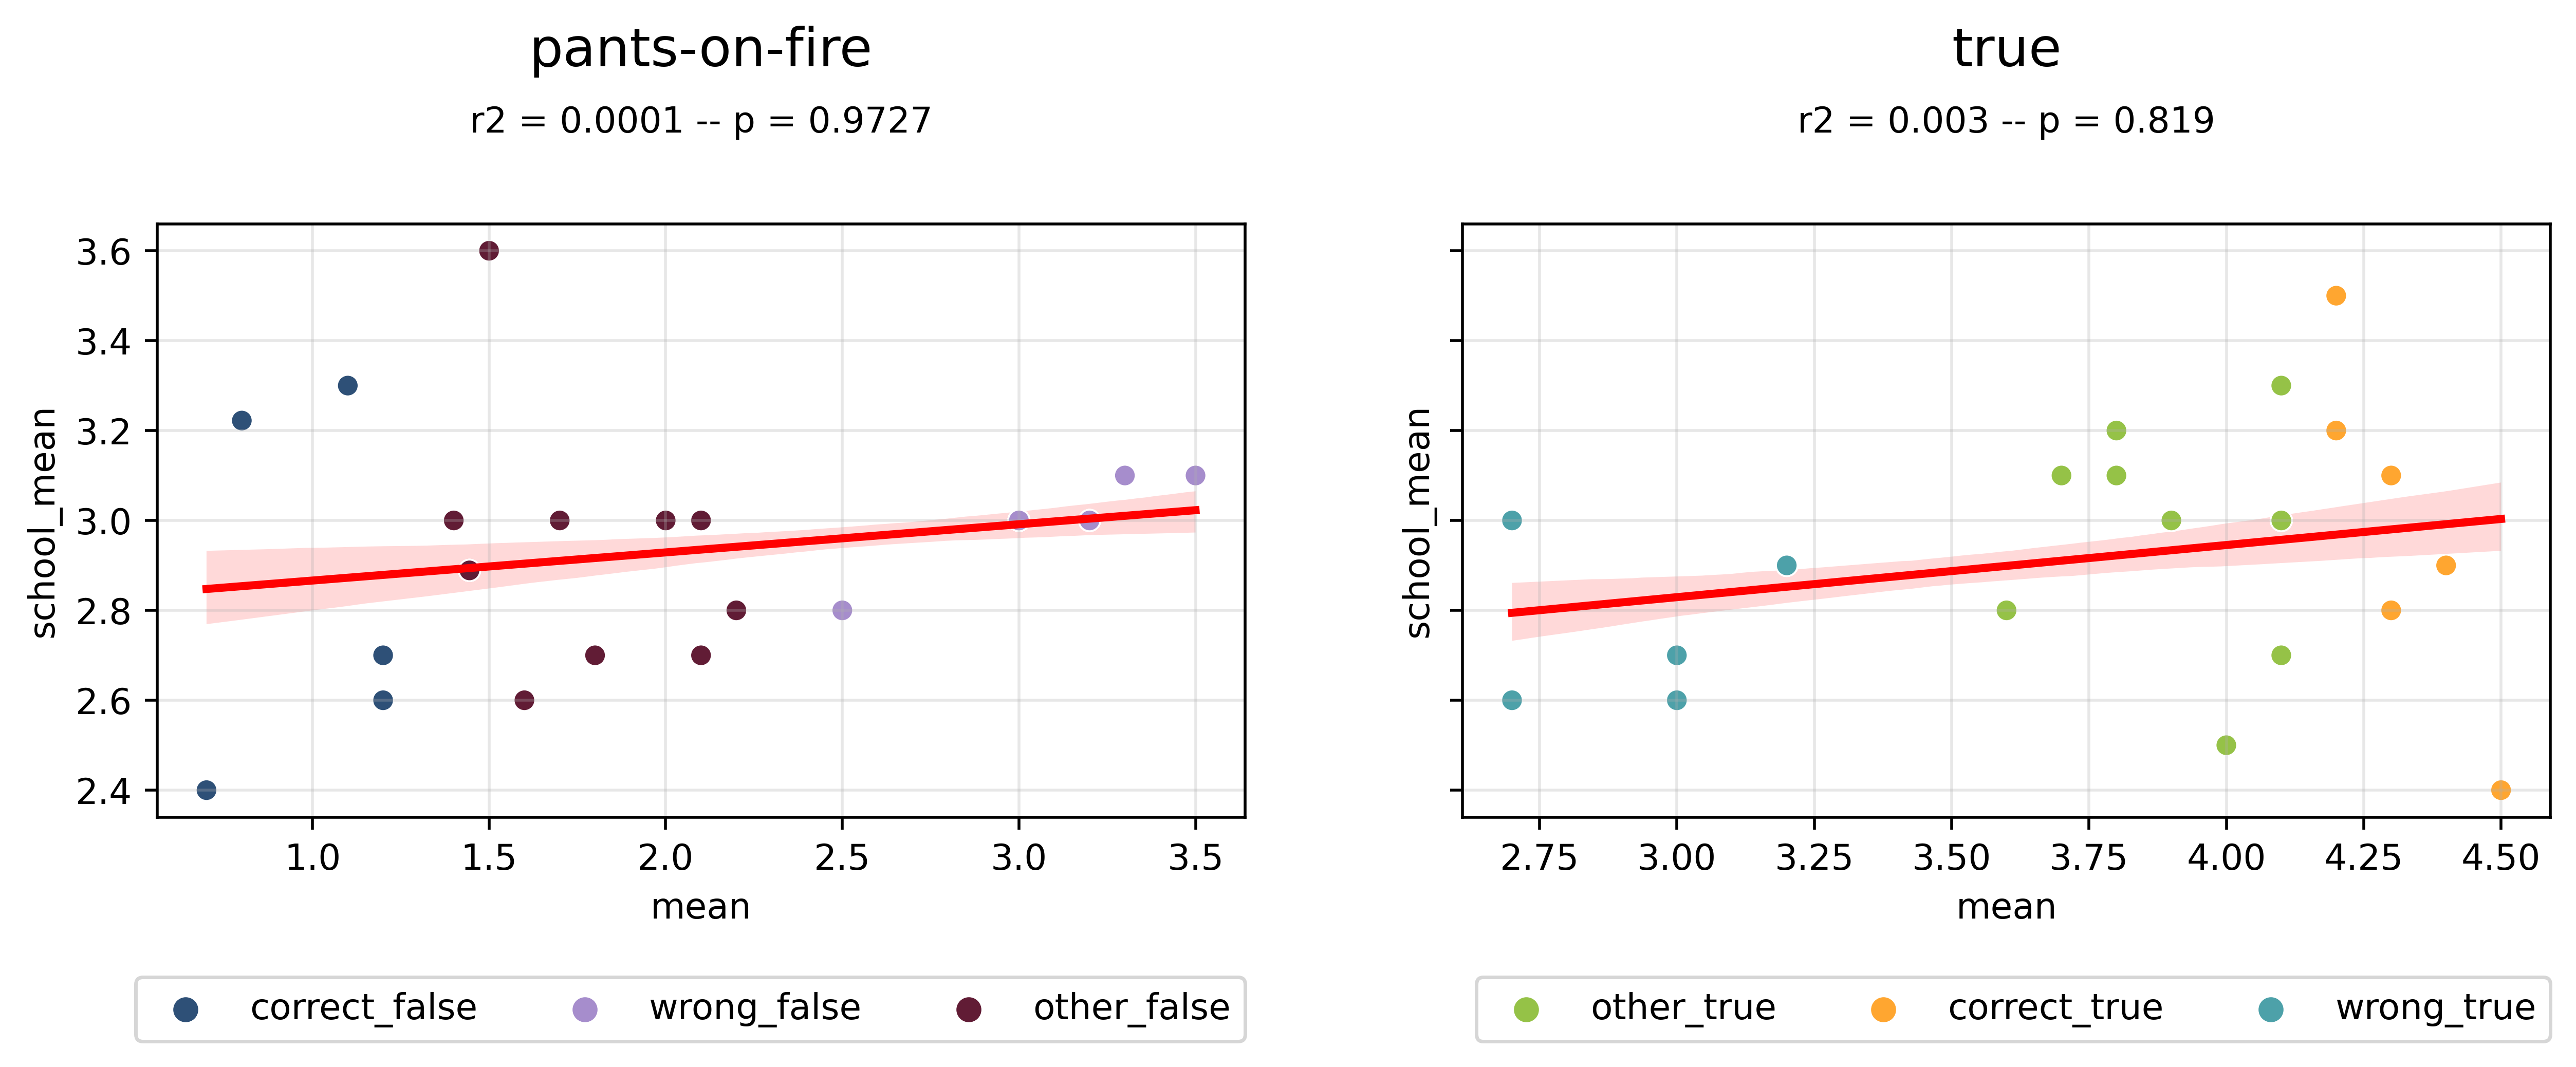 pants-on-fire
r2 = 0.0001 -- p = 0.9727
school_mean
3.6
3.4
3.2
3.0
2.8
2.6
2.4
1.0 1.5 2.0 2.5 3.0 3.5
mean
correct_false wrong_false other_false
true
r2 = 0.003 -- p = 0.819
school_mean
2.75 3.00 3.25 3.50 3.75 4.00 4.25 4.50
mean
other_true correct_true wrong_true